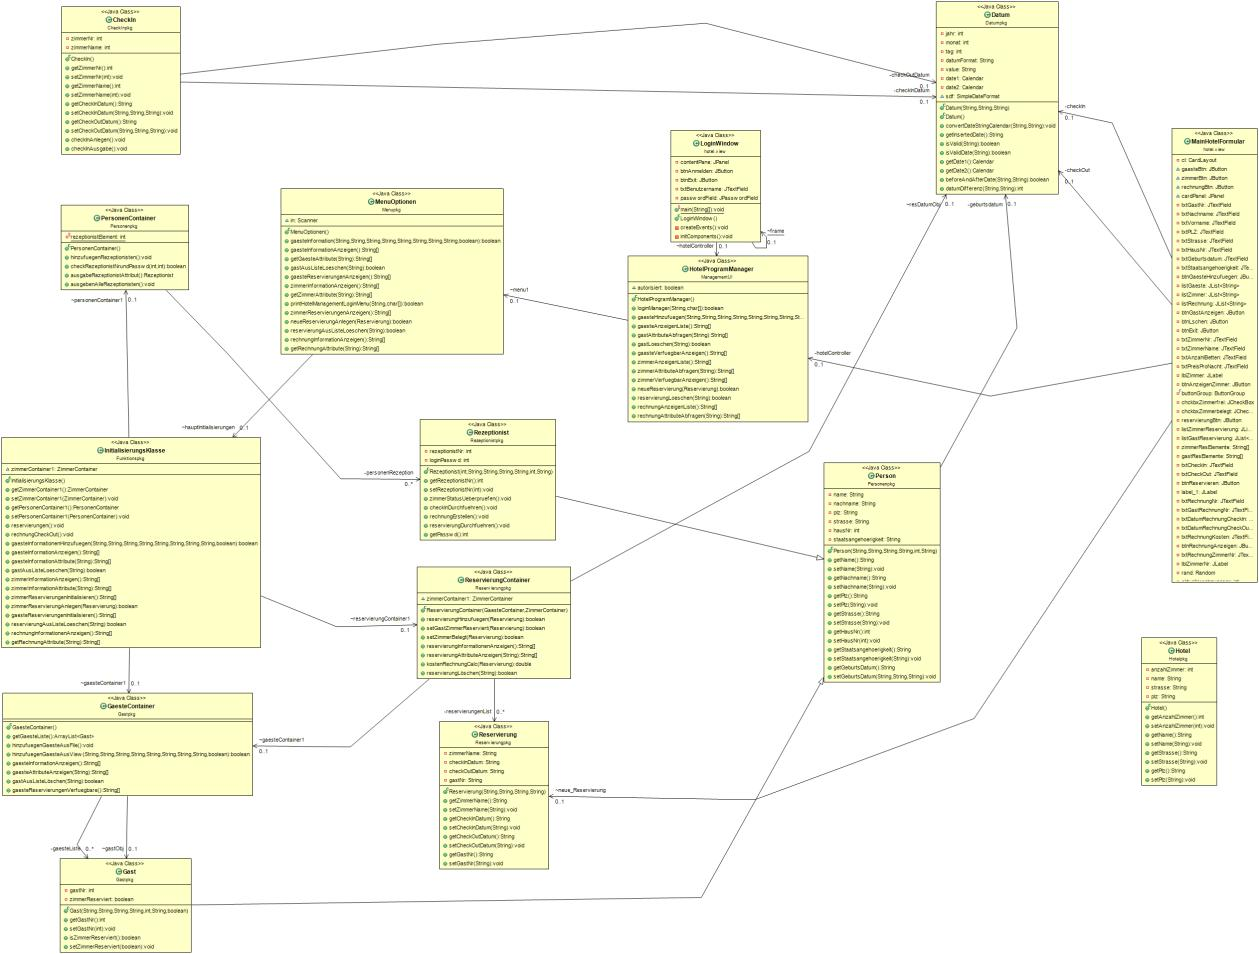 <<Java Class>>
CheckIn
CheckInpkg
zimmerNr: int
zimmerName: int
CheckIn()
getZimmerNr():int
setZimmerNr(int):void
getZimmerName():int
setZimmerName(int):void
getCheckInDatum():String
setCheckInDatum(String,String,String):void
getCheckOutDatum():String
setCheckOutDatum(String,String,String):void
checkInAnlegen():void
checkInAusgabe():void
-checkOutDatum
0..1
-checkInDatum
0..1
<<Java Class>>
Datum
Datumpkg
jahr: int
monat: int
tag: int
datumFormat: String
value: String
date1: Calendar
date2: Calendar
sdf: SimpleDateFormat
Datum(String,String,String)
Datum()
convertDateStringCalendar(String,String):void
getInsertedDate():String
isValid(String):boolean
isValidDate(String):boolean
getDate1():Calendar
getDate2():Calendar
beforeAndAfterDate(String,String):boolean
datumDifferenz(String,String):int
-checkIn
0..1
-checkOut
0..1
~resDatumObj
0..1
-geburtsdatum
0..1
<<Java Class>>
LoginWindow
hotel.view
contentPane: JPanel
btnAnmelden: JButton
btnExit: JButton
txtBenutzername: JTextField
passwordField: JPasswordField
main(String[]):void
LoginWindow()
createEvents():void
initComponents():void
~frame
0..1
~hotelController
0..1
<<Java Class>>
MainHotelFormular
hotel.view
cl: CardLayout
gaesteBtn: JButton
zimmerBtn: JButton
rechnungBtn: JButton
cardPanel: JPanel
txtGastNr: JTextField
txtNachname: JTextField
txtVorname: JTextField
txtPLZ: JTextField
txtStrasse: JTextField
txtHausNr: JTextField
txtGeburtsdatum: JTextField
txtStaatsangehoerigkeit: JTe...
btnGaesteHinzufuegen: JBu...
listGaeste: JList<String>
listZimmer: JList<String>
listRechnung: JList<String>
btnGastAnzeigen: JButton
btnLschen: JButton
btnExit: JButton
txtZimmerNr: JTextField
txtZimmerName: JTextField
txtAnzahlBetten: JTextField
txtPreisProNacht: JTextField
lblZimmer: JLabel
btnAnzeigenZimmer: JButton
buttonGroup: ButtonGroup
chckbxZimmerfrei: JCheckBox
chckbxZimmerbelegt: JChec...
reservierungBtn: JButton
listZimmerReservierung: JLi...
listGastReservierung: JList<...
zimmerResElemente: String[]
gastResElemente: String[]
txtCheckIn: JTextField
txtCheckOut: JTextField
btnReservieren: JButton
label_1: JLabel
txtRechnungNr: JTextField
txtGastRechnungNr: JTextFi...
txtDatumRechnungCheckIn: ...
txtDatumRechnungCheckOu...
txtRechnungKosten: JTextFi...
btnRechnungAnzeigen: JBu...
txtRechnungZimmerNr: JTex...
lblZimmerNr: JLabel
rand: Random
<<Java Class>>
PersonenContainer
Personenpkg
rezeptionistElement: int
PersonenContainer()
hinzufuegenRezeptionisten():void
checkRezeptionistNrundPasswd(int,int):boolean
ausgabeRezeptionistAttribut():Rezeptionist
ausgebenAlleRezeptionisten():void
~personenContainer1
0..1
<<Java Class>>
MenuOptionen
Menupkg
in: Scanner
MenuOptionen()
gaesteInformation(String,String,String,String,String,String,String,String,boolean):boolean
gaesteInformationAnzeigen():String[]
getGaesteAttribute(String):String[]
gastAusListeLoeschen(String):boolean
gaesteReservierungenAnzeigen():String[]
zimmerInformationAnzeigen():String[]
getZimmerAttribute(String):String[]
printHotelManagementLoginMenu(String,char[]):boolean
zimmerReservierungenAnzeigen():String[]
neueReservierungAnlegen(Reservierung):boolean
reservierungAusListeLoeschen(String):boolean
rechnungInformationAnzeigen():String[]
getRechnungAttribute(String):String[]
~menu1
0..1
<<Java Class>>
HotelProgramManager
ManagementUI
autorisiert: boolean
HotelProgramManager()
loginManager(String,char[]):boolean
gaesteHinzufuegen(String,String,String,String,String,String,String,St...
gaesteAnzeigenListe():String[]
gastAttributeAbfragen(String):String[]
gastLoeschen(String):boolean
gaesteVerfuegbarAnzeigen():String[]
zimmerAnzeigenListe():String[]
zimmerAttributeAbfragen(String):String[]
zimmerVerfuegbarAnzeigen():String[]
neueReservierung(Reservierung):boolean
reservierungLoeschen(String):boolean
rechnungAnzeigenListe():String[]
rechnungAttributeAbfragen(String):String[]
~hotelController
0..1
~hauptInitialisierungen
0..1
<<Java Class>>
InitialisierungsKlasse
Funktionspkg
zimmerContainer1: ZimmerContainer
InitialisierungsKlasse()
getZimmerContainer1():ZimmerContainer
setZimmerContainer1(ZimmerContainer):void
getPersonenContainer1():PersonenContainer
setPersonenContainer1(PersonenContainer):void
reservierungen():void
rechnungCheckOut():void
gaesteInformationenHinzufuegen(String,String,String,String,String,String,String,String,boolean):boolean
gaesteInformationAnzeigen():String[]
gaesteInformationAttribute(String):String[]
gastAusListeLoeschen(String):boolean
zimmerInformationAnzeigen():String[]
zimmerInformationAttribute(String):String[]
zimmerReservierungenInitialisieren():String[]
zimmerReservierungAnlegen(Reservierung):boolean
gaesteReservierungenInitialisieren():String[]
reservierungAusListeLoeschen(String):boolean
rechnungInformationenAnzeigen():String[]
getRechnungAttribute(String):String[]
-personenRezeption
0..*
<<Java Class>>
Rezeptionist
Rezeptionistpkg
rezeptionistNr: int
loginPasswd: int
Rezeptionist(int,String,String,String,String,int,String)
getRezeptionistNr():int
setRezeptionistNr(int):void
zimmerStatusUeberpruefen():void
checkInDurchfuehren():void
rechnungErstellen():void
reservierungDurchfuehren():void
getPasswd():int
<<Java Class>>
Person
Personenpkg
name: String
nachname: String
plz: String
strasse: String
hausNr: int
staatsangehoerigkeit: String
Person(String,String,String,String,int,String)
getName():String
setName(String):void
getNachname():String
setNachname(String):void
getPlz():String
setPlz(String):void
getStrasse():String
setStrasse(String):void
getHausNr():int
setHausNr(int):void
getStaatsangehoerigkeit():String
setStaatsangehoerigkeit(String):void
getGeburtsDatum():String
setGeburtsDatum(String,String,String):void
<<Java Class>>
ReservierungContainer
Reservierungpkg
zimmerContainer1: ZimmerContainer
ReservierungContainer(GaesteContainer,ZimmerContainer)
reservierungHinzufuegen(Reservierung):boolean
setGastZimmerReserviert(Reservierung):boolean
setZimmerBelegt(Reservierung):boolean
reservierungInformationenAnzeigen():String[]
reservierungAttributeAnzeigen(String):String[]
kostenRechnungCalc(Reservierung):double
reservierungLöschen(String):boolean
~reservierungContainer1
0..1
~gaesteContainer1
0..1
<<Java Class>>
GaesteContainer
Gastpkg
GaesteContainer()
getGaesteListe():ArrayList<Gast>
hinzufuegenGaesteAusFile():void
hinzufuegenGaesteAusView(String,String,String,String,String,String,String,String,boolean):boolean
gaesteInformationAnzeigen():String[]
gaesteAttributeAnzeigen(String):String[]
gastAusListeLöschen(String):boolean
gaesteReservierungenVerfuegbare():String[]
~gaesteContainer1
0..1
-reservierungenList
0..*
<<Java Class>>
Reservierung
Reservierungpkg
zimmerName: String
checkInDatum: String
checkOutDatum: String
gastNr: String
Reservierung(String,String,String,String)
getZimmerName():String
setZimmerName(String):void
getCheckInDatum():String
setCheckInDatum(String):void
getCheckOutDatum():String
setCheckOutDatum(String):void
getGastNr():String
setGastNr(String):void
~neue_Reservierung
0..1
<<Java Class>>
Hotel
Hotelpkg
anzahlZimmer: int
name: String
strasse: String
plz: String
Hotel()
getAnzahlZimmer():int
setAnzahlZimmer(int):void
getName():String
setName(String):void
getStrasse():String
setStrasse(String):void
getPlz():String
setPlz(String):void
-gaesteListe
0..*
~gastObj
0..1
<<Java Class>>
Gast
Gastpkg
gastNr: int
zimmerReserviert: boolean
Gast(String,String,String,String,int,String,boolean)
getGastNr():int
setGastNr(int):void
isZimmerReserviert():boolean
setZimmerReserviert(boolean):void